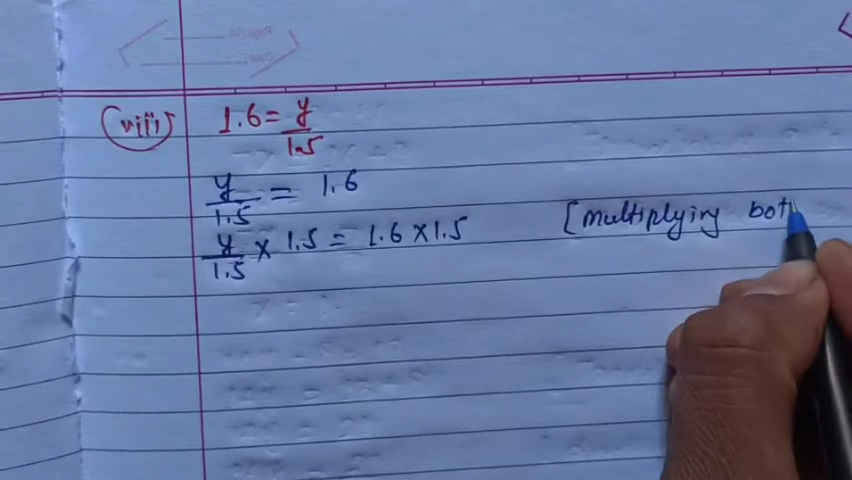 (viii) 1.6 = y/1.5
y/1.5 = 1.6
y/1.5 × 1.5 = 1.6 × 1.5 [multiplying bot